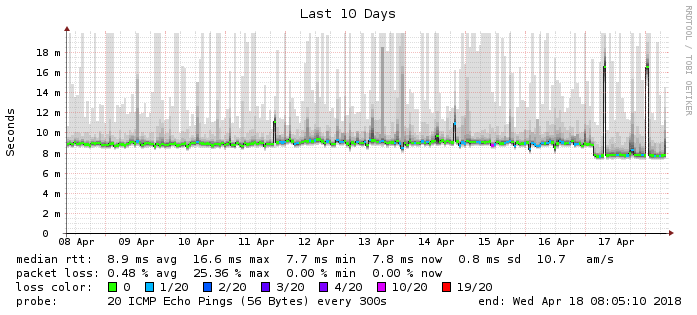 Last 10 Days
RRDTOOL / TOBI OETIKER
Seconds
18 m
16 m
14 m
12 m
10 m
8 m
6 m
4 m
2 m
0
08 Apr 09 Apr 10 Apr 11 Apr 12 Apr 13 Apr 14 Apr 15 Apr 16 Apr 17 Apr
median rtt: 8.9 ms avg 16.6 ms max 7.7 ms min 7.8 ms now 0.8 ms sd 10.7 am/s
packet loss: 0.48 % avg 25.36 % max 0.00 % min 0.00 % now
loss color: 0 1/20 2/20 3/20 4/20 10/20 19/20
probe: 20 ICMP Echo Pings (56 Bytes) every 300s end: Wed Apr 18 08:05:10 2018